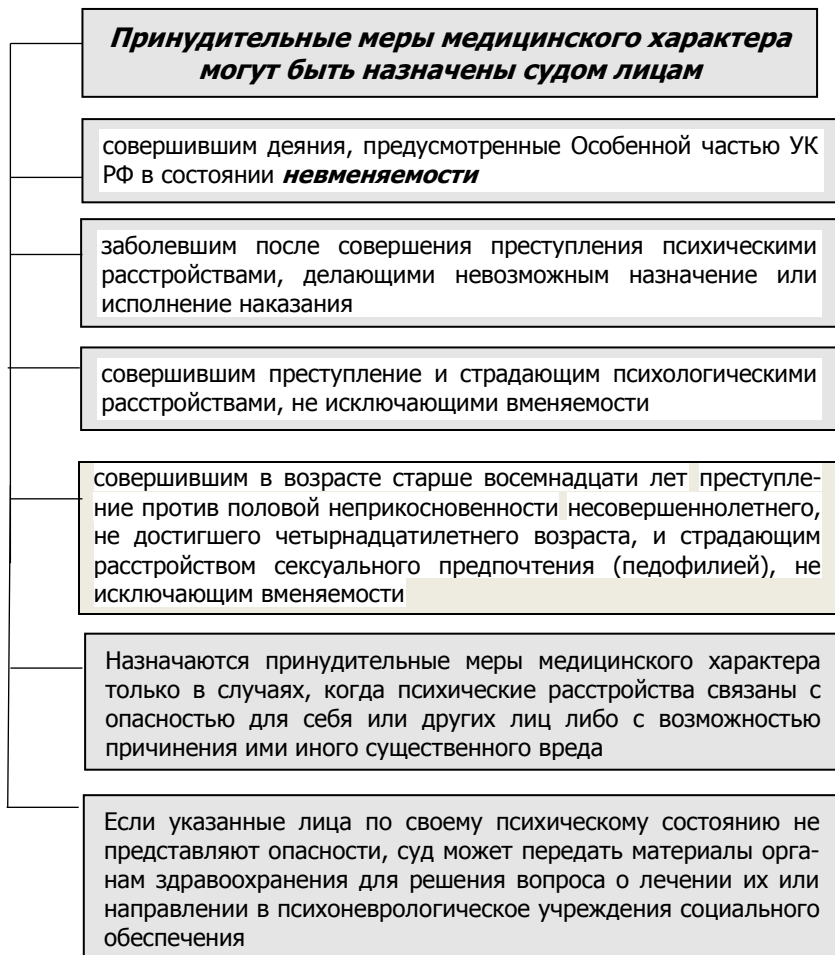 Принудительные меры медицинского характера
могут быть назначены судом лицам
совершившим деяния, предусмотренные Особенной частью УК
РФ в состоянии невменяемости
заболевшим после совершения преступления психическими
расстройствами, делающими невозможным назначение или
исполнение наказания
совершившим преступление и страдающим психологическими
расстройствами, не исключающими вменяемости
совершившим в возрасте старше восемнадцати лет преступле-
ние против половой неприкосновенности несовершеннолетнего,
не достигшего четырнадцатилетнего возраста, и страдающим
расстройством сексуального предпочтения (педофилией), не
исключающим вменяемости
Назначаются принудительные меры медицинского характера
только в случаях, когда психические расстройства связаны с
опасностью для себя или других лиц либо с возможностью
причинения ими иного существенного вреда
Если указанные лица по своему психическому состоянию не
представляют опасности, суд может передать материалы орга-
нам здравоохранения для решения вопроса о лечении их или
направлении в психоневрологическое учреждения социального
обеспечения